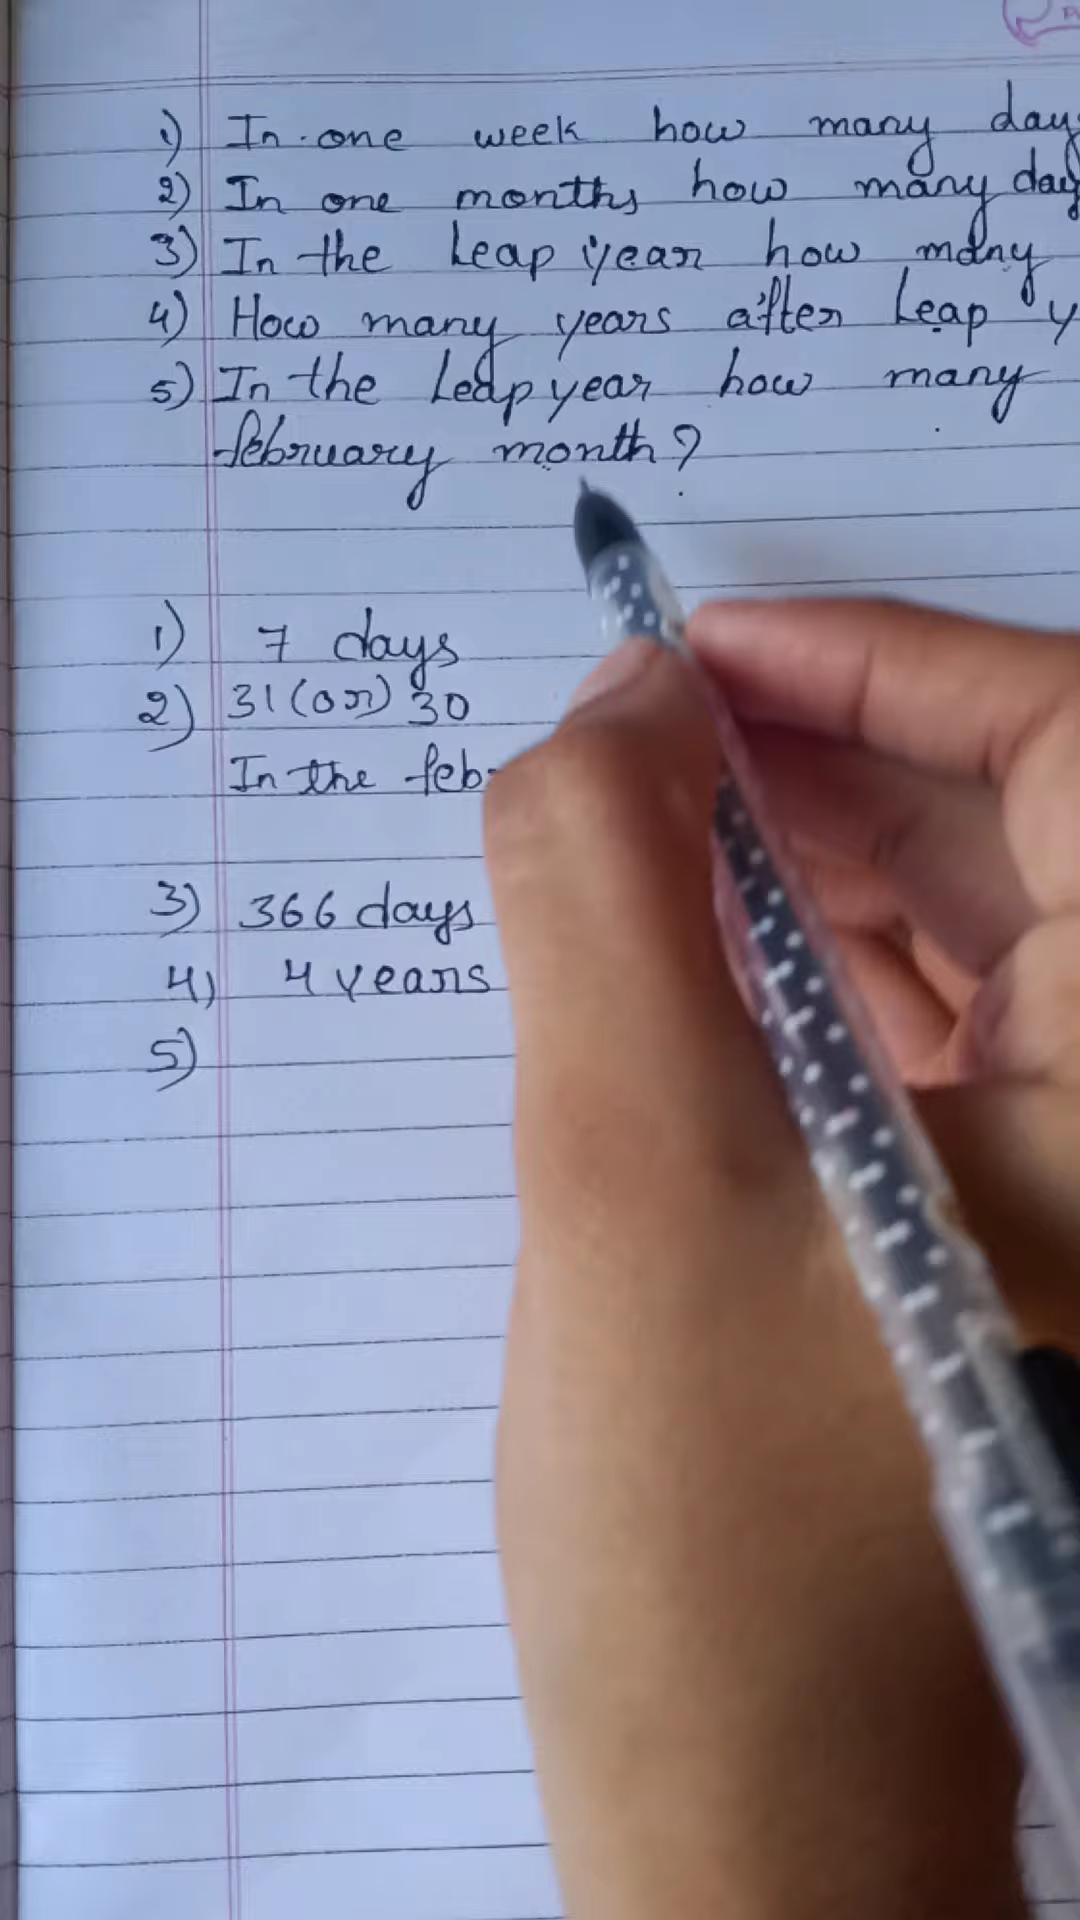 1) In one week how many day
2) In one months how many day
3) In the Leap year how many
4) How many years after Leap y
5) In the Leap year how many
february month?
1) 7 days
2) 31 (or) 30
In the feb
3) 366 days
4) 4 years
5)